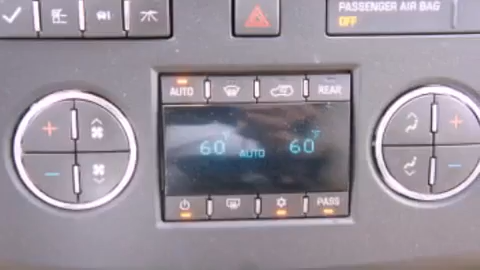 PASSENGER AIR BAG
OFF
AUTO
REAR
60°F AUTO 60°F
PASS